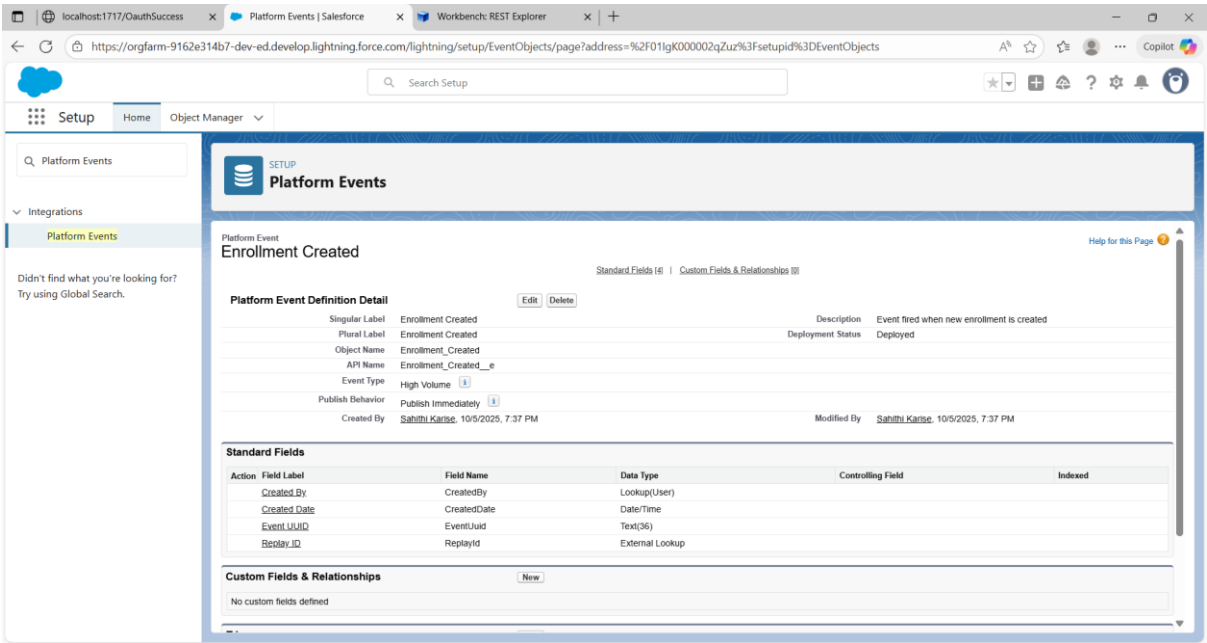 localhost:1717/OauthSuccess
Platform Events | Salesforce
Workbench: REST Explorer
https://orgfarm-9162e314b7-dev-ed.develop.lightning.force.com/lightning/setup/EventObjects/page?address=%2F01IgK000002qZuz%3Fsetupid%3DEventObjects
Copilot
Search Setup
Setup Home Object Manager
Platform Events
Integrations
Platform Events
Didn't find what you're looking for?
Try using Global Search.
SETUP
Platform Events
Platform Event
Enrollment Created
Help for this Page
Standard Fields [4] | Custom Fields & Relationships [0]
Platform Event Definition Detail Edit Delete
Singular Label Enrollment Created Description Event fired when new enrollment is created
Plural Label Enrollment Created Deployment Status Deployed
Object Name Enrollment_Created
API Name Enrollment_Created__e
Event Type High Volume i
Publish Behavior Publish Immediately i
Created By Sahithi Karise, 10/5/2025, 7:37 PM Modified By Sahithi Karise, 10/5/2025, 7:37 PM
Standard Fields
Action Field Label Field Name Data Type Controlling Field Indexed
Created By CreatedBy Lookup(User)
Created Date CreatedDate Date/Time
Event UUID EventUuid Text(36)
Replay ID ReplayId External Lookup
Custom Fields & Relationships New
No custom fields defined